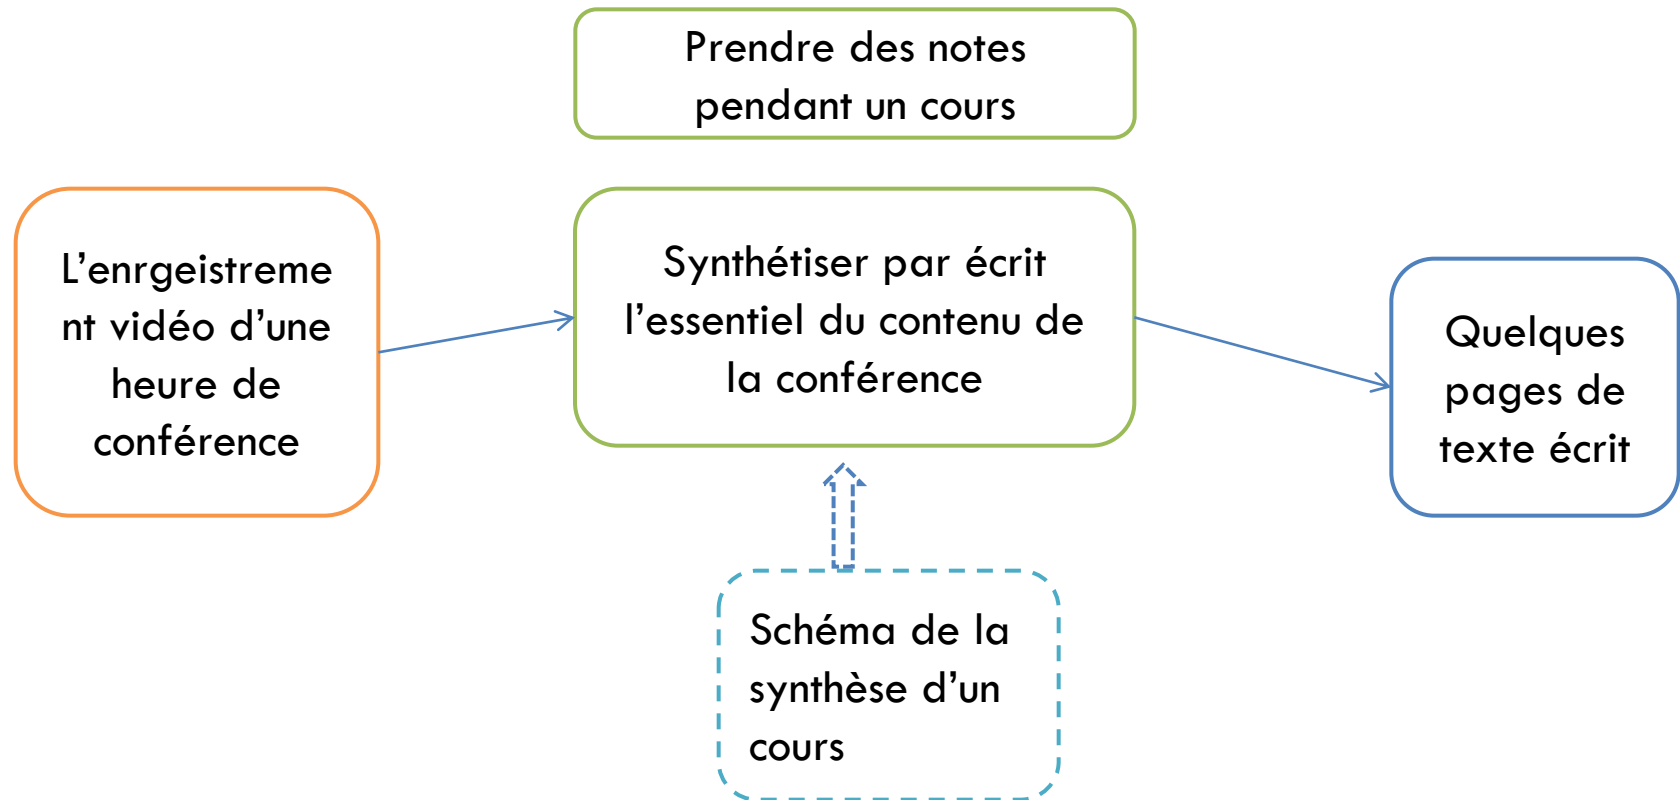 Prendre des notes
pendant un cours
L’enrgeistreme
nt vidéo d’une
heure de
conférence
Synthétiser par écrit
l’essentiel du contenu de
la conférence
Quelques
pages de
texte écrit
Schéma de la
synthèse d’un
cours